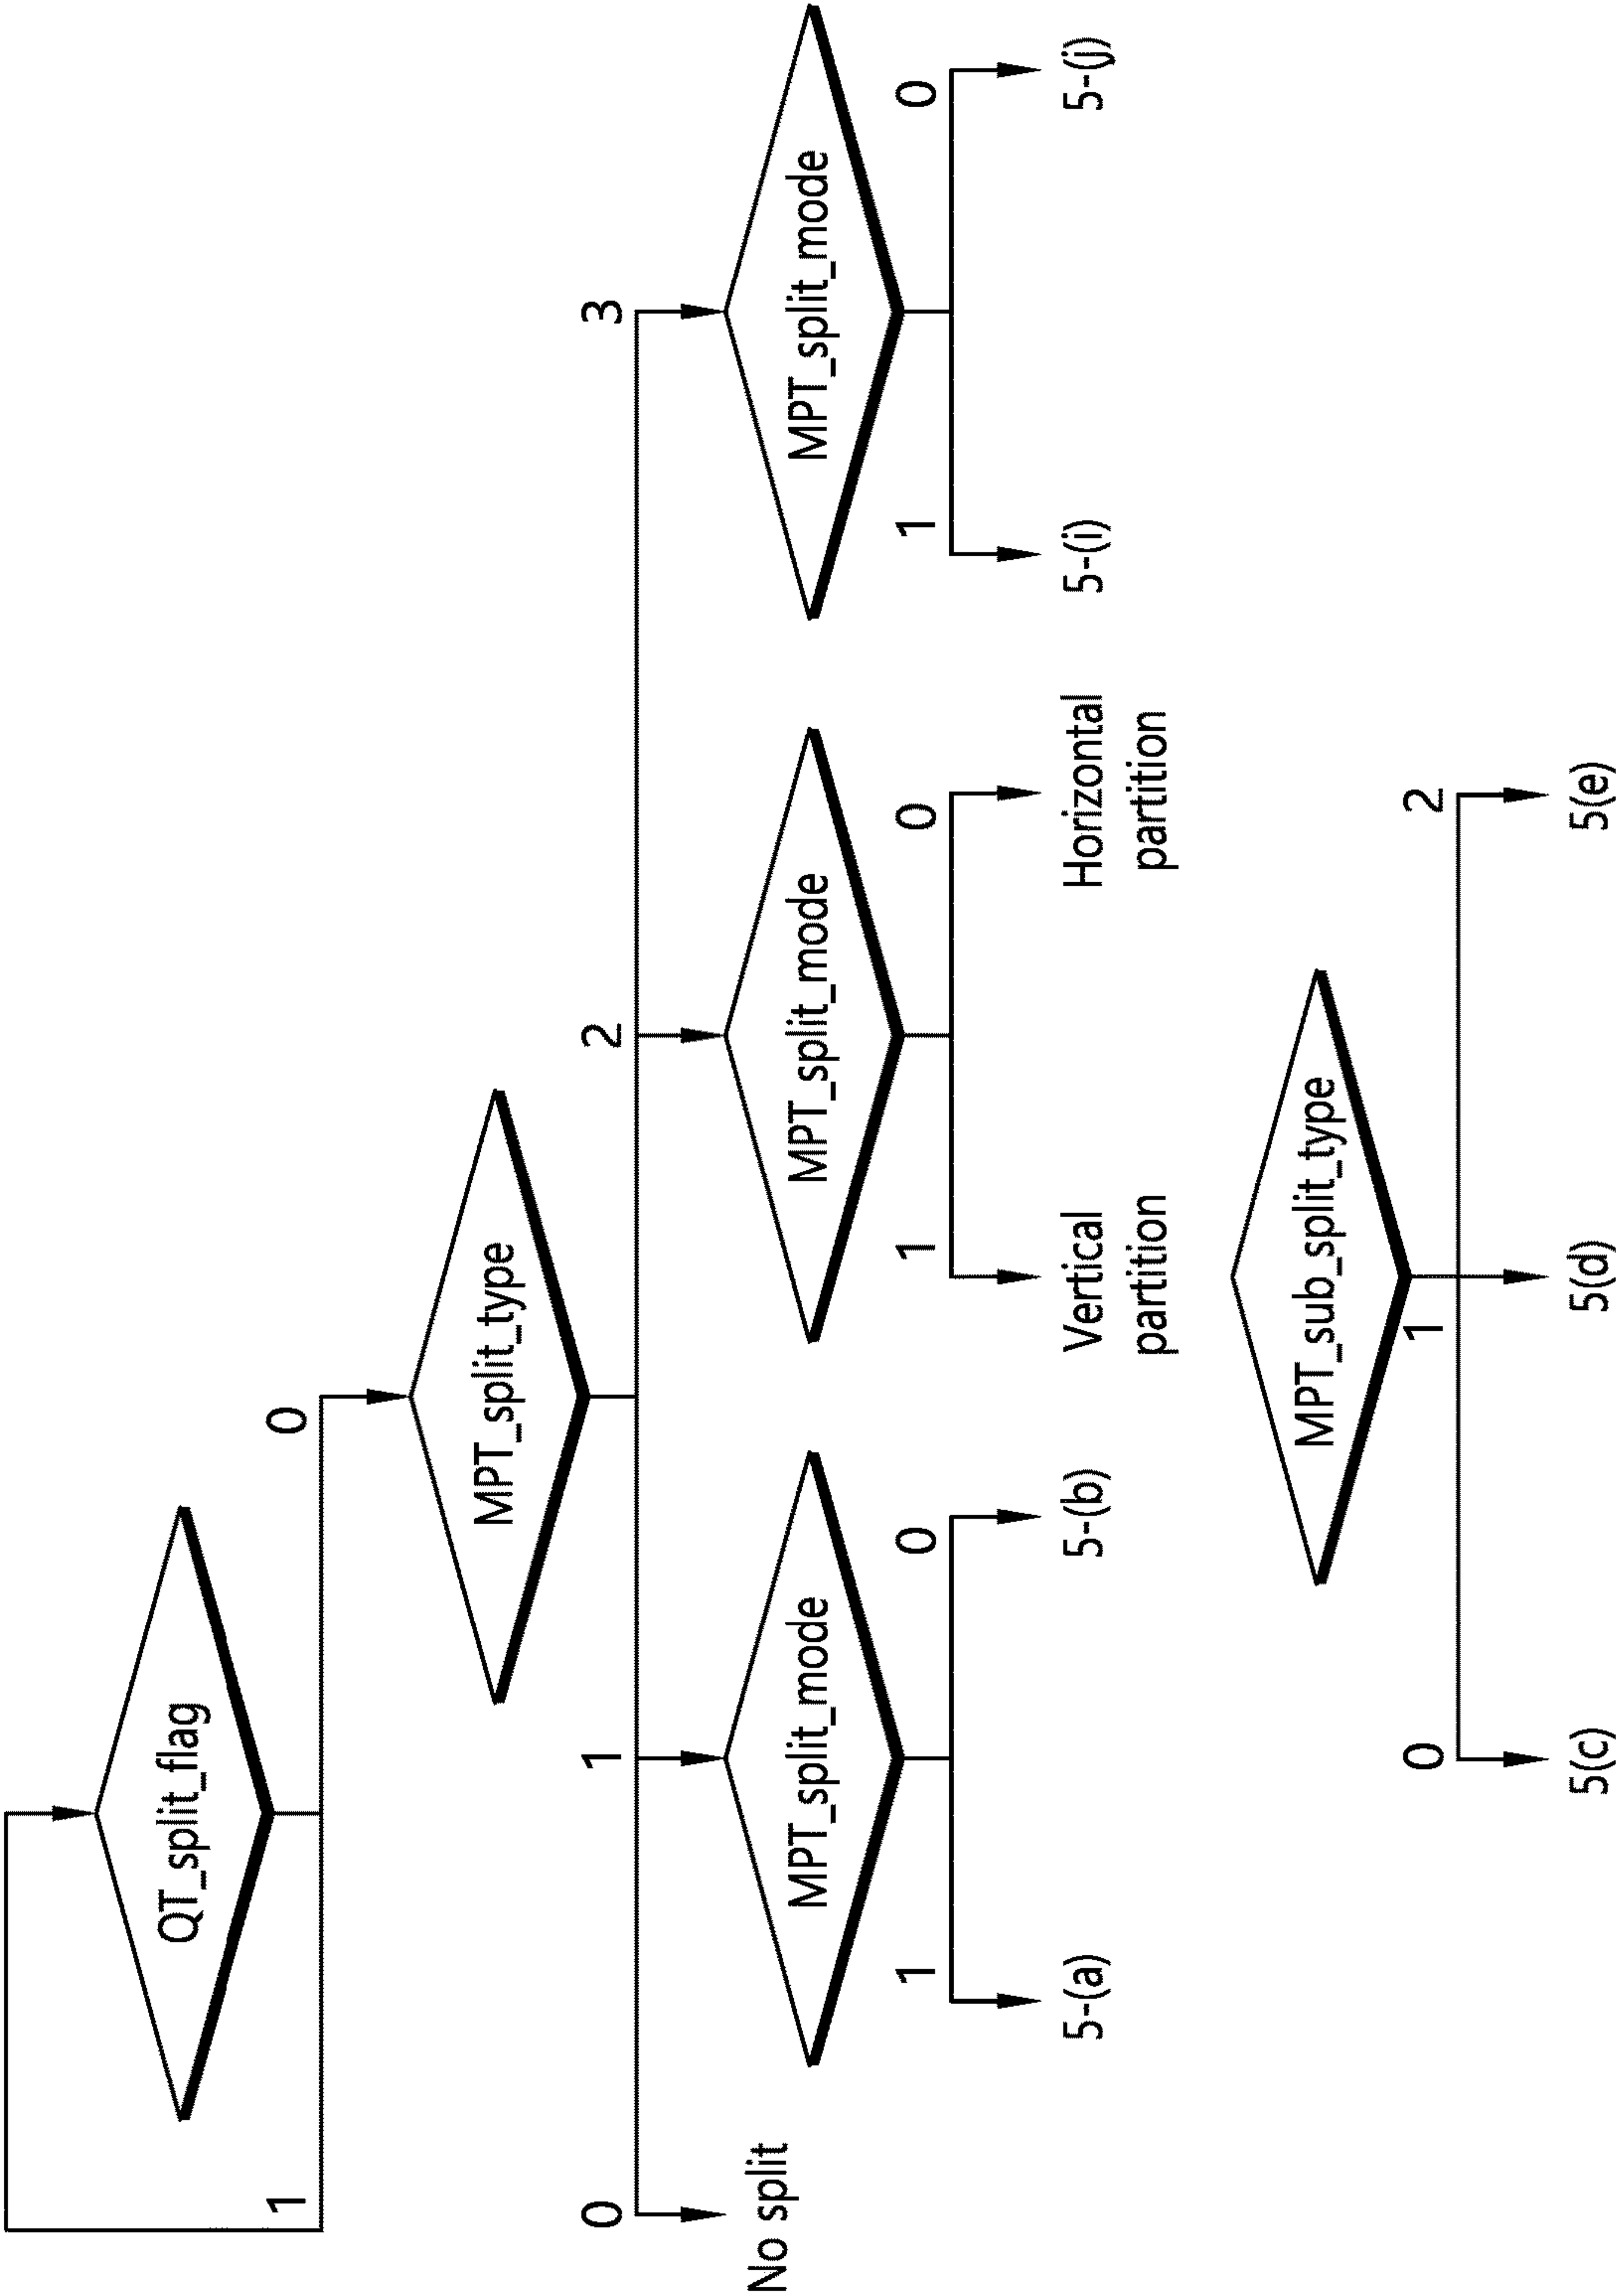 QT_split_flag
1
0
MPT_split_type
0
1
2
3
No split
MPT_split_mode
MPT_split_mode
MPT_split_mode
1
0
1
0
1
0
5-(a)
5-(b)
Vertical
partition
Horizontal
partition
5-(i)
5-(j)
MPT_sub_split_type
0
1
2
5(c)
5(d)
5(e)